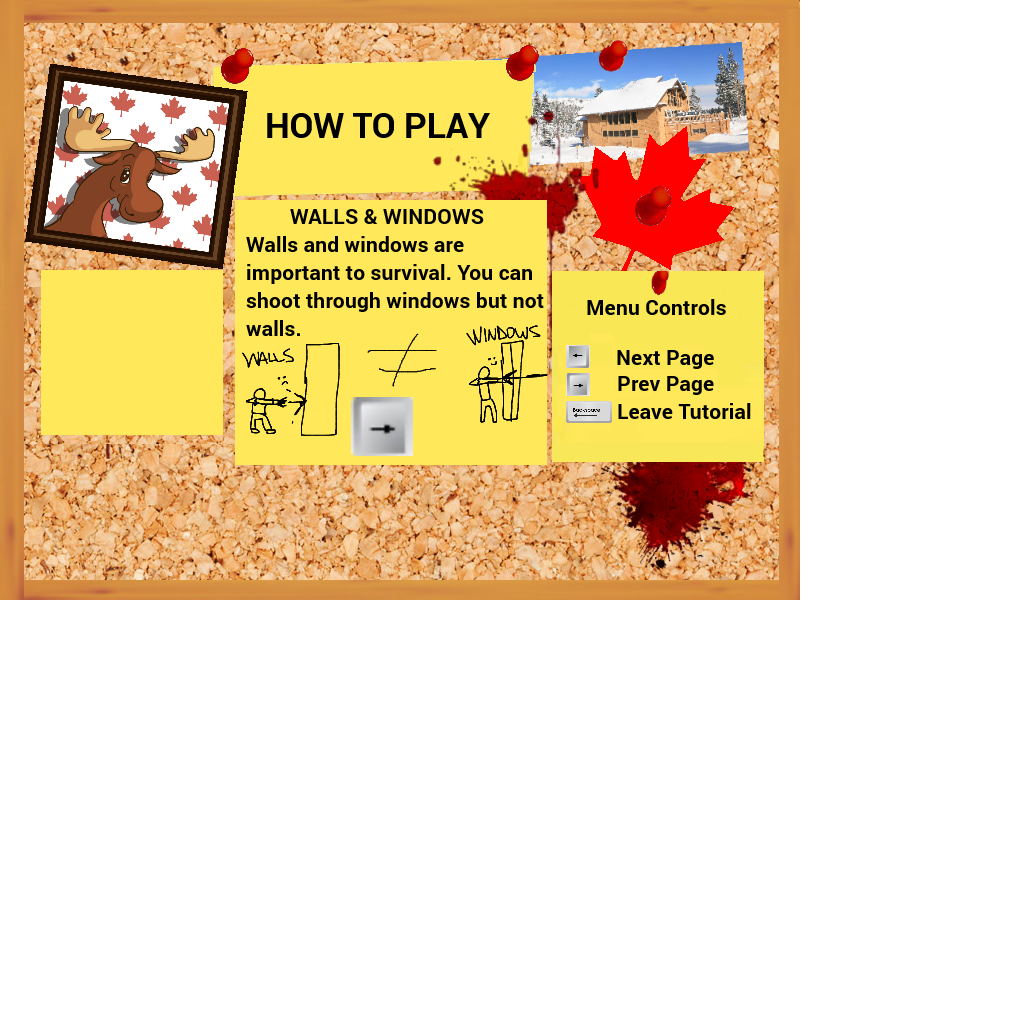 HOW TO PLAY
WALLS & WINDOWS
Walls and windows are
important to survival. You can
shoot through windows but not
walls.
WALLS
WINDOWS
Menu Controls
Next Page
Prev Page
Backspace
Leave Tutorial